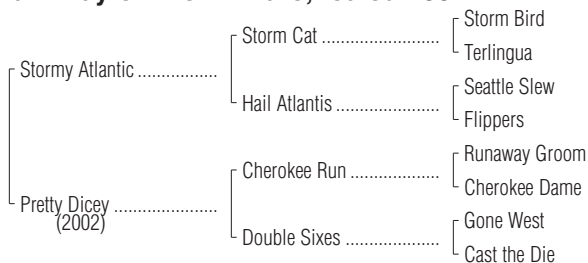 Storm Bird
Storm Cat ....................
Terlingua
Stormy Atlantic .................
Seattle Slew
Hail Atlantis ......................
Flippers
Runaway Groom
Cherokee Run ...................
Cherokee Dame
Pretty Dicey ......................
(2002)
Gone West
Double Sixes ....................
Cast the Die